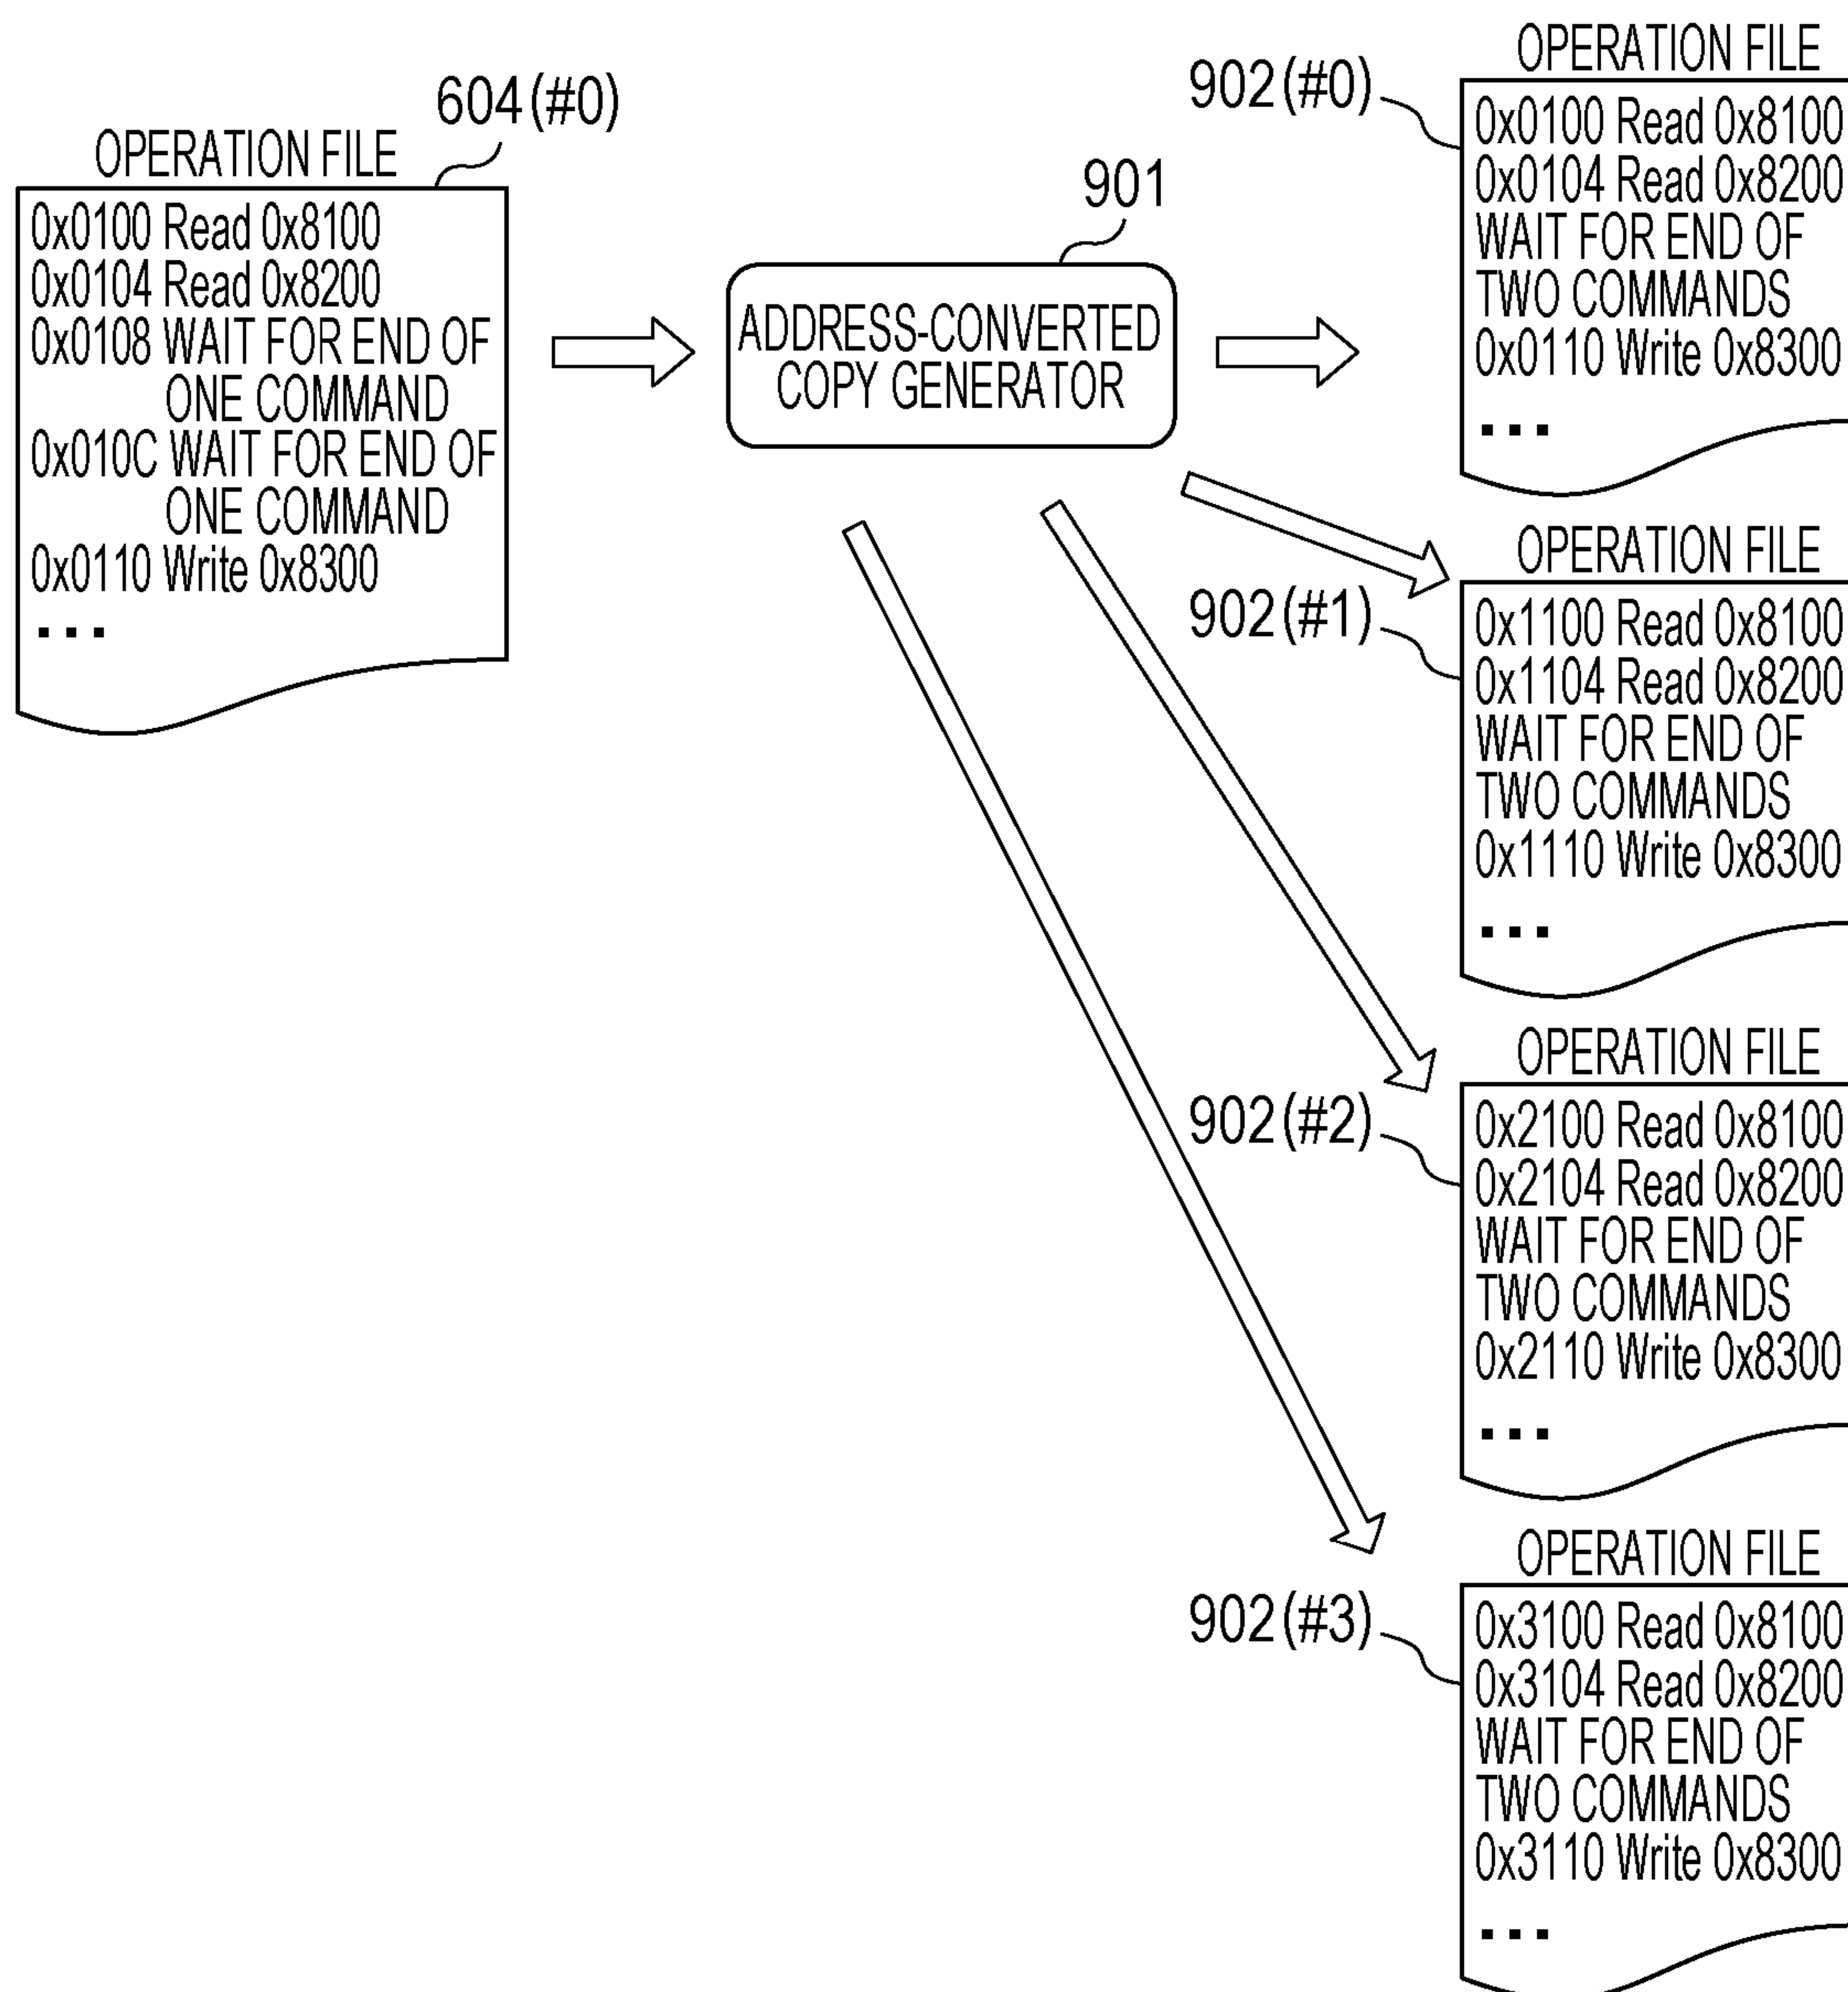 604(#0)
OPERATION FILE
0x0100 Read 0x8100
0x0104 Read 0x8200
0x0108 WAIT FOR END OF
ONE COMMAND
0x010C WAIT FOR END OF
ONE COMMAND
0x0110 Write 0x8300
...
901
ADDRESS-CONVERTED
COPY GENERATOR
902(#0)
OPERATION FILE
0x0100 Read 0x8100
0x0104 Read 0x8200
WAIT FOR END OF
TWO COMMANDS
0x0110 Write 0x8300
...
902(#1)
OPERATION FILE
0x1100 Read 0x8100
0x1104 Read 0x8200
WAIT FOR END OF
TWO COMMANDS
0x1110 Write 0x8300
...
902(#2)
OPERATION FILE
0x2100 Read 0x8100
0x2104 Read 0x8200
WAIT FOR END OF
TWO COMMANDS
0x2110 Write 0x8300
...
902(#3)
OPERATION FILE
0x3100 Read 0x8100
0x3104 Read 0x8200
WAIT FOR END OF
TWO COMMANDS
0x3110 Write 0x8300
...